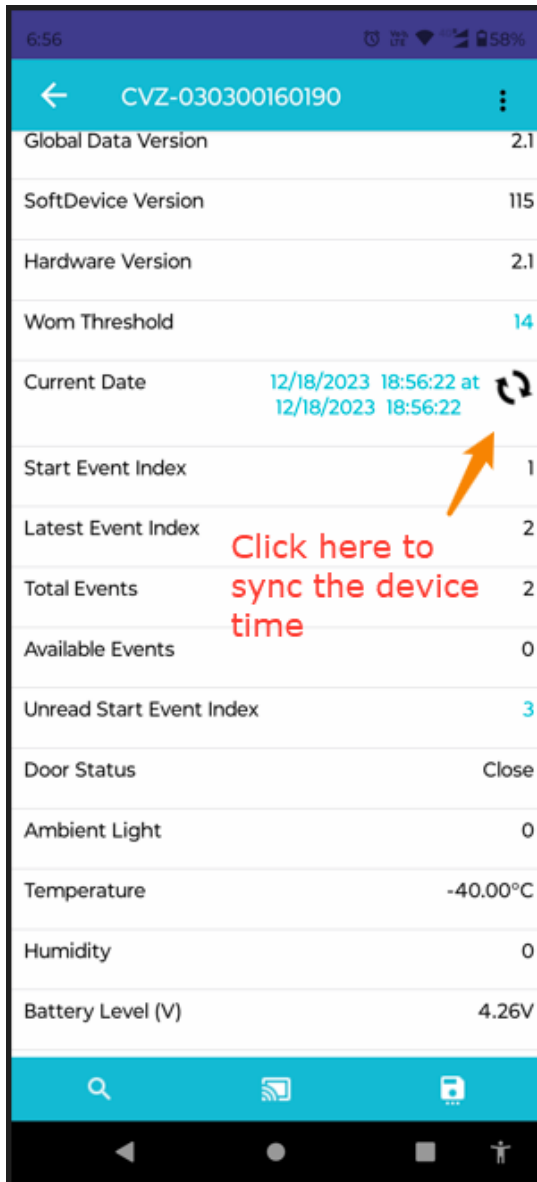 6:56 58%
CVZ-030300160190
Global Data Version 2.1
SoftDevice Version 115
Hardware Version 2.1
Wom Threshold 14
Current Date 12/18/2023 18:56:22 at
12/18/2023 18:56:22
Start Event Index 1
Latest Event Index 2
Click here to
sync the device
time
Total Events 2
Available Events 0
Unread Start Event Index 3
Door Status Close
Ambient Light 0
Temperature -40.00°C
Humidity 0
Battery Level (V) 4.26V